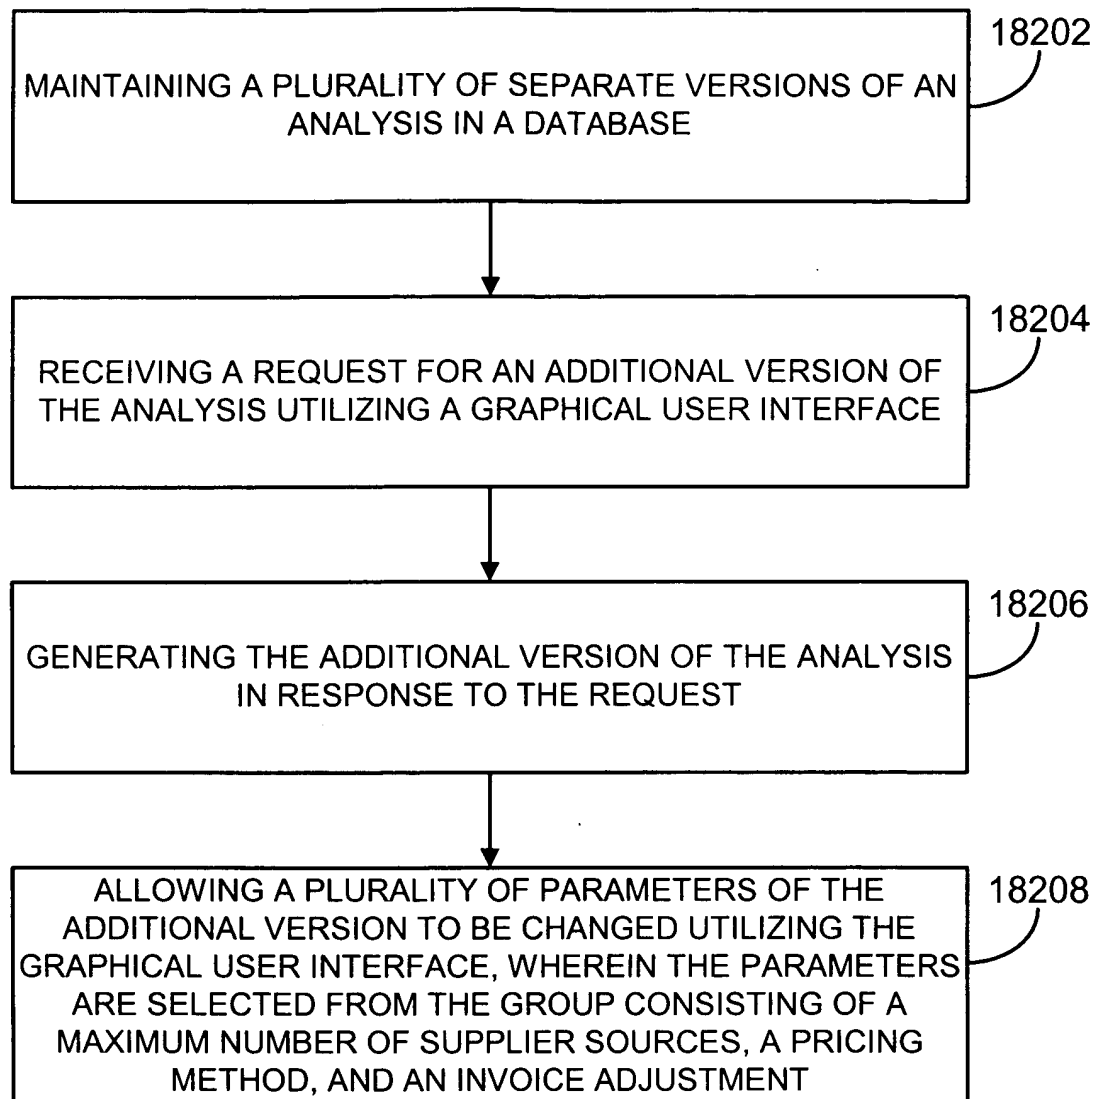 18202
MAINTAINING A PLURALITY OF SEPARATE VERSIONS OF AN
ANALYSIS IN A DATABASE
18204
RECEIVING A REQUEST FOR AN ADDITIONAL VERSION OF
THE ANALYSIS UTILIZING A GRAPHICAL USER INTERFACE
18206
GENERATING THE ADDITIONAL VERSION OF THE ANALYSIS
IN RESPONSE TO THE REQUEST
18208
ALLOWING A PLURALITY OF PARAMETERS OF THE
ADDITIONAL VERSION TO BE CHANGED UTILIZING THE
GRAPHICAL USER INTERFACE, WHEREIN THE PARAMETERS
ARE SELECTED FROM THE GROUP CONSISTING OF A
MAXIMUM NUMBER OF SUPPLIER SOURCES, A PRICING
METHOD, AND AN INVOICE ADJUSTMENT